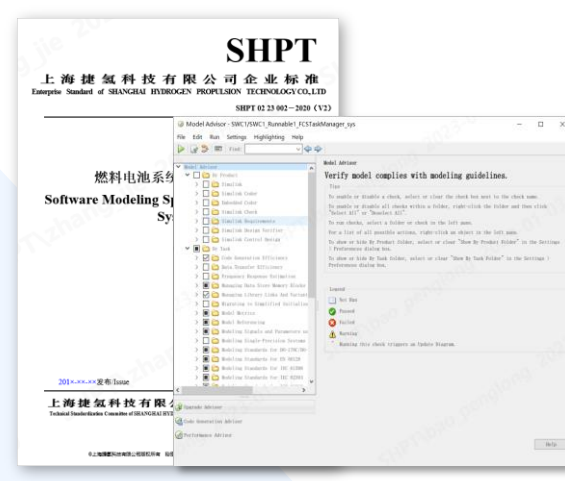 SHPT
上海捷氢科技有限公司企业标准
Enterprise Standard of SHANGHAI HYDROGEN PROPULSION TECHNOLOGY CO.,LTD
SHPT 02 23 002—2020 (V2)
燃料电池系统
Software Modeling Sp
Sy
201×-××-××发布/Issue
上海捷氢科技有限
Technical Standardization Committee of SHANGHAI HY
Model Advisor - SWC1/SWC1_Runnable1_FCSTaskManager_sys
File Edit Run Settings Highlighting Help
Find:
Model Advisor
By Product
Simulink
Simulink Coder
Embedded Coder
Simulink Check
Simulink Requirements
Simulink Design Verifier
Simulink Control Design
By Task
Code Generation Efficiency
Data Transfer Efficiency
Frequency Response Estimation
Managing Data Store Memory Blocks
Managing Library Links And Variant
Migrating to Simplified Initializa
Model Metrics
Model Referencing
Modeling Signals and Parameters us
Modeling Single-Precision Systems
Modeling Standards for DO-178C/DO
Modeling Standards for EN 50128
Modeling Standards for IEC 61508
Modeling Standards for IEC 62304
Upgrade Advisor
Code Generation Advisor
Performance Advisor
Model Advisor
Verify model complies with modeling guidelines.
Tips
To enable or disable a check, select or clear the check box next to the check name.
To enable or disable all checks within a folder, right-click the folder and then click
"Select All" or "Deselect All".
To run checks, select a folder or check in the left pane.
For a list of all possible actions, right-click an object in the left pane.
To show or hide By Product folder, select or clear "Show By Product Folder" in the Settings
| Preferences dialog box.
To show or hide By Task folder, select or clear "Show By Task Folder" in the Settings |
Preferences dialog box.
Legend
Not Run
Passed
Failed
Warning
^ Running this check triggers an Update Diagram.
Help